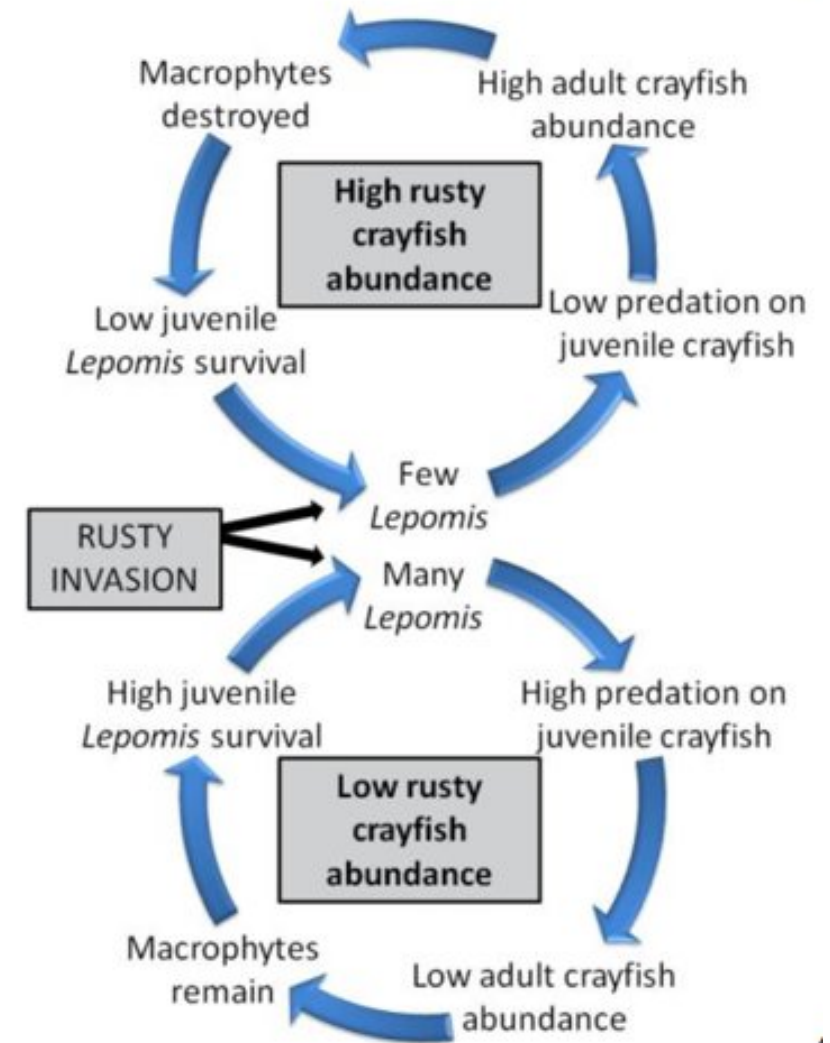 Macrophytes
destroyed
High adult crayfish
abundance
High rusty
crayfish
abundance
Low juvenile
Lepomis survival
Low predation on
juvenile crayfish
Few
Lepomis
RUSTY
INVASION
Many
Lepomis
High juvenile
Lepomis survival
High predation on
juvenile crayfish
Low rusty
crayfish
abundance
Macrophytes
remain
Low adult crayfish
abundance